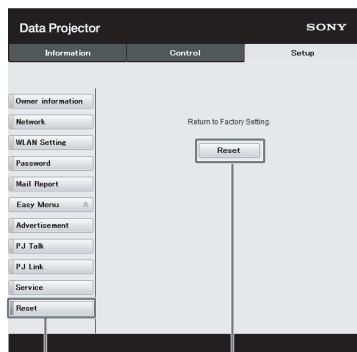 Data Projector
SONY
Information
Control
Setup
Owner information
Network
WLAN Setting
Password
Mail Report
Easy Menu
Advertisement
PJ Talk
PJ Link
Service
Reset
Return to Factory Setting.
Reset